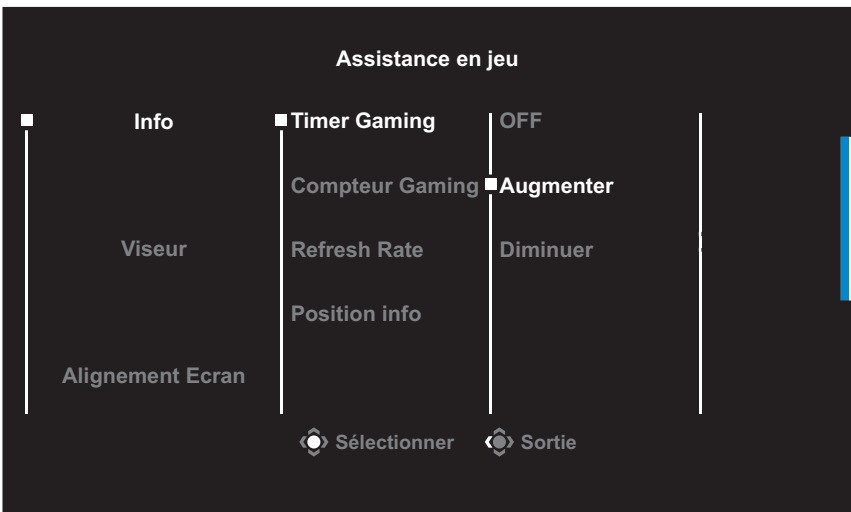 Assistance en jeu
Info
Timer Gaming
OFF
Compteur Gaming
Augmenter
Viseur
Refresh Rate
Diminuer
Position info
Alignement Ecran
Sélectionner
Sortie